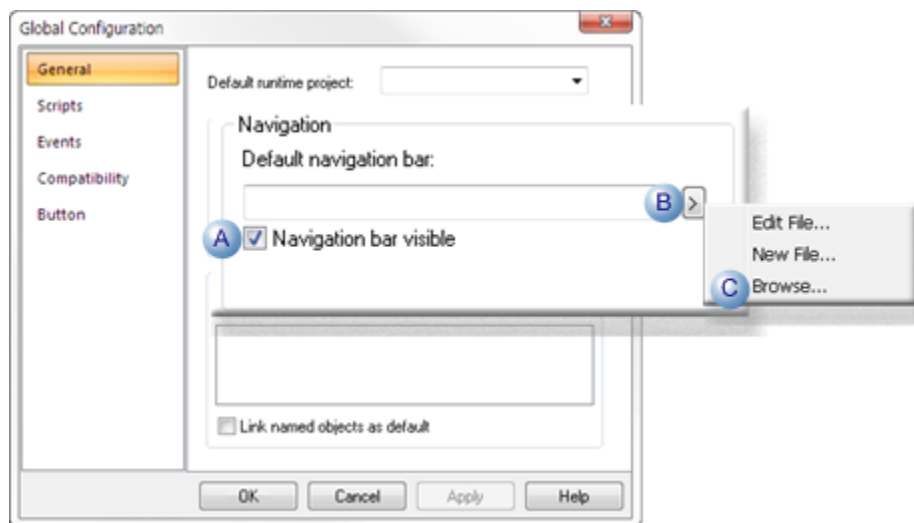 Global Configuration
General
Scripts
Events
Compatibility
Button
Default runtime project:
Navigation
Default navigation bar:
B >
A Navigation bar visible
Edit File...
New File...
C Browse...
Link named objects as default
OK Cancel Apply Help